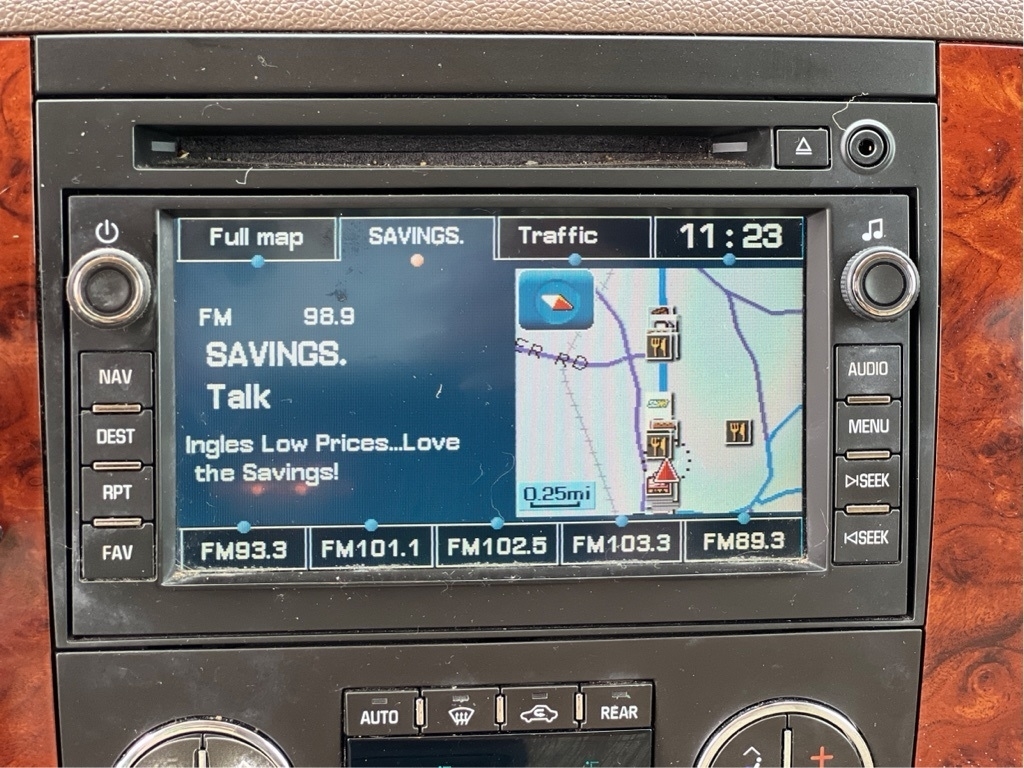 Full map
SAVINGS.
Traffic
11:23
FM 98.9
SAVINGS.
Talk
Ingles Low Prices...Love
the Savings!
ER RD
0.25mi
FM93.3
FM101.1
FM102.5
FM103.3
FM89.3
NAV
DEST
RPT
FAV
AUDIO
MENU
SEEK
SEEK
AUTO
REAR